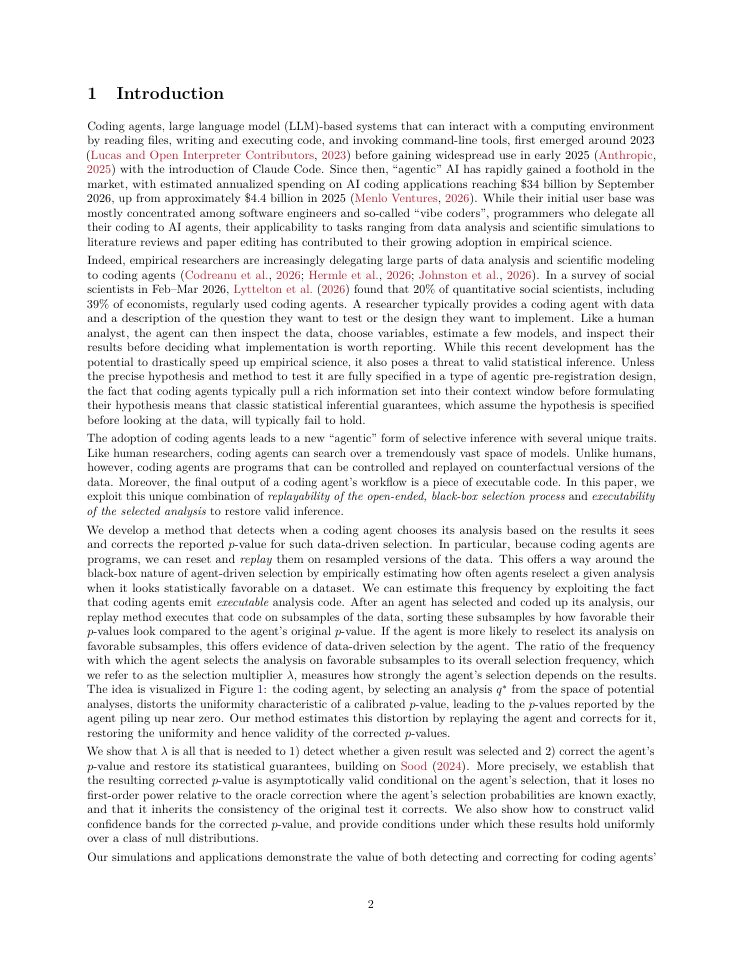 1 Introduction
Coding agents, large language model (LLM)-based systems that can interact with a computing environment
by reading files, writing and executing code, and invoking command-line tools, first emerged around 2023
(Lucas and Open Interpreter Contributors, 2023) before gaining widespread use in early 2025 (Anthropic,
2025) with the introduction of Claude Code. Since then, “agentic” AI has rapidly gained a foothold in the
market, with estimated annualized spending on AI coding applications reaching $34 billion by September
2026, up from approximately $4.4 billion in 2025 (Menlo Ventures, 2026). While their initial user base was
mostly concentrated among software engineers and so-called “vibe coders”, programmers who delegate all
their coding to AI agents, their applicability to tasks ranging from data analysis and scientific simulations to
literature reviews and paper editing has contributed to their growing adoption in empirical science.
Indeed, empirical researchers are increasingly delegating large parts of data analysis and scientific modeling
to coding agents (Codreanu et al., 2026; Hermle et al., 2026; Johnston et al., 2026). In a survey of social
scientists in Feb–Mar 2026, Lyttelton et al. (2026) found that 20% of quantitative social scientists, including
39% of economists, regularly used coding agents. A researcher typically provides a coding agent with data
and a description of the question they want to test or the design they want to implement. Like a human
analyst, the agent can then inspect the data, choose variables, estimate a few models, and inspect their
results before deciding what implementation is worth reporting. While this recent development has the
potential to drastically speed up empirical science, it also poses a threat to valid statistical inference. Unless
the precise hypothesis and method to test it are fully specified in a type of agentic pre-registration design,
the fact that coding agents typically pull a rich information set into their context window before formulating
their hypothesis means that classic statistical inferential guarantees, which assume the hypothesis is specified
before looking at the data, will typically fail to hold.
The adoption of coding agents leads to a new “agentic” form of selective inference with several unique traits.
Like human researchers, coding agents can search over a tremendously vast space of models. Unlike humans,
however, coding agents are programs that can be controlled and replayed on counterfactual versions of the
data. Moreover, the final output of a coding agent’s workflow is a piece of executable code. In this paper, we
exploit this unique combination of replayability of the open-ended, black-box selection process and executability
of the selected analysis to restore valid inference.
We develop a method that detects when a coding agent chooses its analysis based on the results it sees
and corrects the reported p-value for such data-driven selection. In particular, because coding agents are
programs, we can reset and replay them on resampled versions of the data. This offers a way around the
black-box nature of agent-driven selection by empirically estimating how often agents reselect a given analysis
when it looks statistically favorable on a dataset. We can estimate this frequency by exploiting the fact
that coding agents emit executable analysis code. After an agent has selected and coded up its analysis, our
replay method executes that code on subsamples of the data, sorting these subsamples by how favorable their
p-values look compared to the agent’s original p-value. If the agent is more likely to reselect its analysis on
favorable subsamples, this offers evidence of data-driven selection by the agent. The ratio of the frequency
with which the agent selects the analysis on favorable subsamples to its overall selection frequency, which
we refer to as the selection multiplier λ, measures how strongly the agent’s selection depends on the results.
The idea is visualized in Figure 1: the coding agent, by selecting an analysis q* from the space of potential
analyses, distorts the uniformity characteristic of a calibrated p-value, leading to the p-values reported by the
agent piling up near zero. Our method estimates this distortion by replaying the agent and corrects for it,
restoring the uniformity and hence validity of the corrected p-values.
We show that λ is all that is needed to 1) detect whether a given result was selected and 2) correct the agent’s
p-value and restore its statistical guarantees, building on Sood (2024). More precisely, we establish that
the resulting corrected p-value is asymptotically valid conditional on the agent’s selection, that it loses no
first-order power relative to the oracle correction where the agent’s selection probabilities are known exactly,
and that it inherits the consistency of the original test it corrects. We also show how to construct valid
confidence bands for the corrected p-value, and provide conditions under which these results hold uniformly
over a class of null distributions.
Our simulations and applications demonstrate the value of both detecting and correcting for coding agents’
2